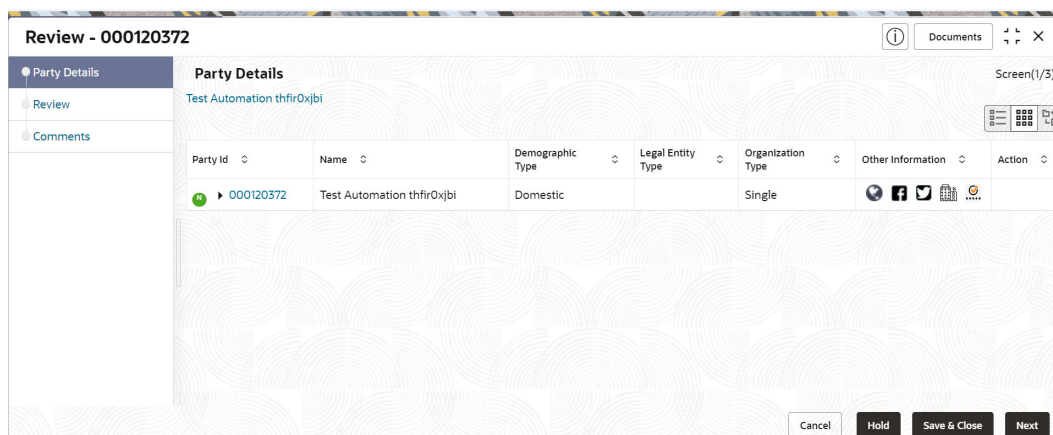 Review - 000120372
Documents
Party Details
Review
Comments
Party Details
Screen(1/3)
Test Automation thfir0xjbi
Party Id Name Demographic Type Legal Entity Type Organization Type Other Information Action
N 000120372 Test Automation thfir0xjbi Domestic Single
Cancel Hold Save & Close Next